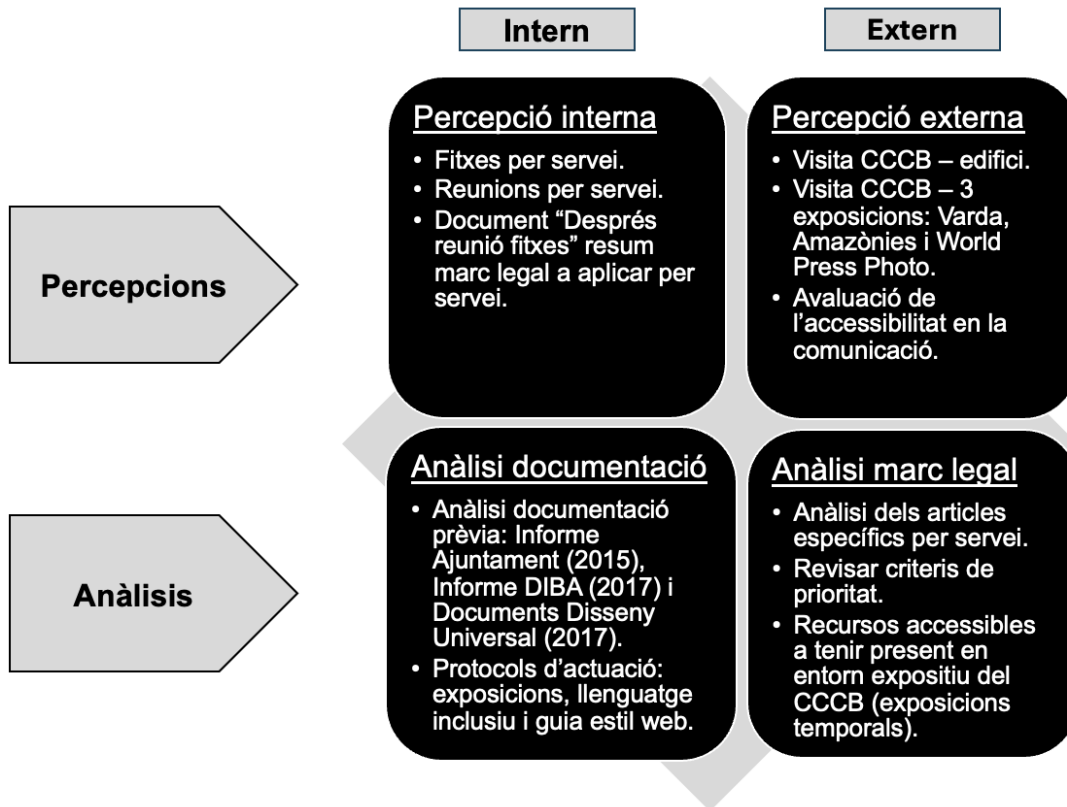 Intern
Extern
Percepcions
Percepció interna
• Fitxes per servei.
• Reunions per servei.
• Document “Després
reunió fitxes” resum
marc legal a aplicar per
servei.
Percepció externa
• Visita CCCB – edifici.
• Visita CCCB – 3
exposicions: Varda,
Amazònies i World
Press Photo.
• Avaluació de
l’accessibilitat en la
comunicació.
Anàlisis
Anàlisi documentació
• Anàlisi documentació
prèvia: Informe
Ajuntament (2015),
Informe DIBA (2017) i
Documents Disseny
Universal (2017).
• Protocols d’actuació:
exposicions, llenguatge
inclusiu i guia estil web.
Anàlisi marc legal
• Anàlisi dels articles
específics per servei.
• Revisar criteris de
prioritat.
• Recursos accessibles
a tenir present en
entorn expositiu del
CCCB (exposicions
temporals).